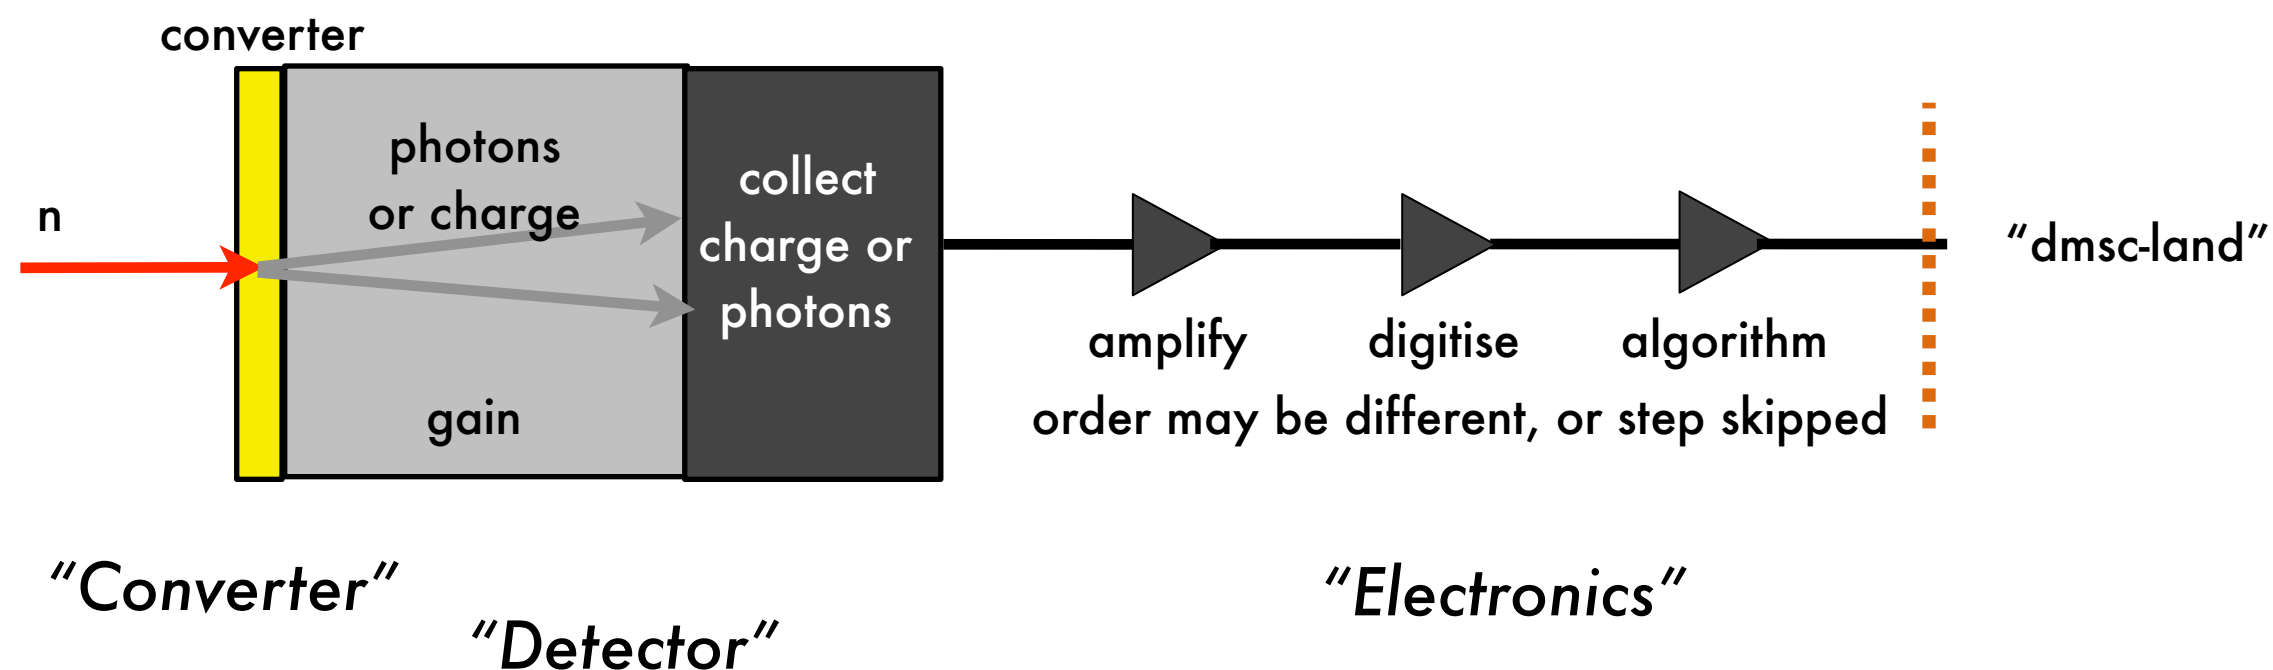 converter
n
photons
or charge
gain
collect
charge or
photons
amplify
digitise
algorithm
order may be different, or step skipped
“dmsc-land”
“Converter”
“Detector”
“Electronics”